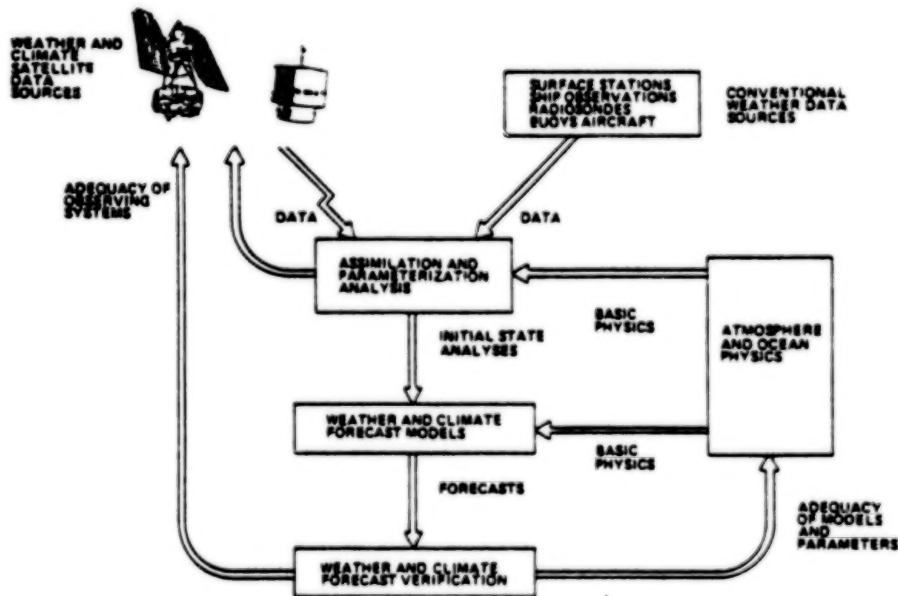 WEATHER AND
CLIMATE
SATELLITE
DATA
SOURCES
SURFACE STATIONS
SHIP OBSERVATIONS
RADIOSONDES
BUOYS AIRCRAFT
CONVENTIONAL
WEATHER DATA
SOURCES
ADEQUACY OF
OBSERVING
SYSTEMS
DATA
DATA
ASSIMILATION AND
PARAMETERIZATION
ANALYSIS
BASIC
PHYSICS
ATMOSPHERE
AND OCEAN
PHYSICS
INITIAL STATE
ANALYSES
WEATHER AND CLIMATE
FORECAST MODELS
BASIC
PHYSICS
FORECASTS
ADEQUACY
OF MODELS
AND
PARAMETERS
WEATHER AND CLIMATE
FORECAST VERIFICATION